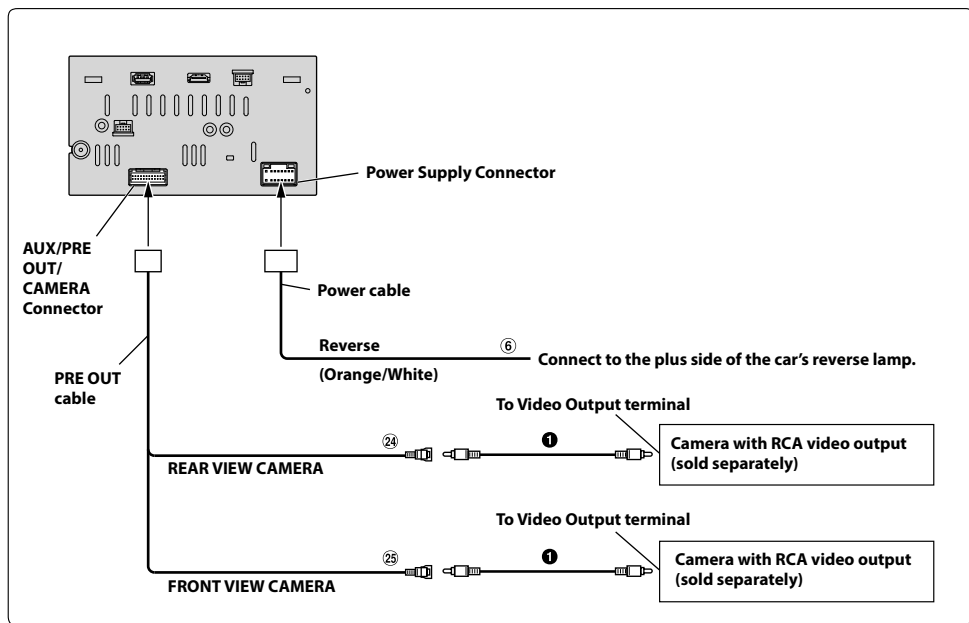 Power Supply Connector
AUX/PRE
OUT/
CAMERA
Connector
Power cable
Reverse
(Orange/White)
⑥
Connect to the plus side of the car’s reverse lamp.
PRE OUT
cable
To Video Output terminal
㉔
❶
Camera with RCA video output
(sold separately)
REAR VIEW CAMERA
To Video Output terminal
㉕
❶
Camera with RCA video output
(sold separately)
FRONT VIEW CAMERA